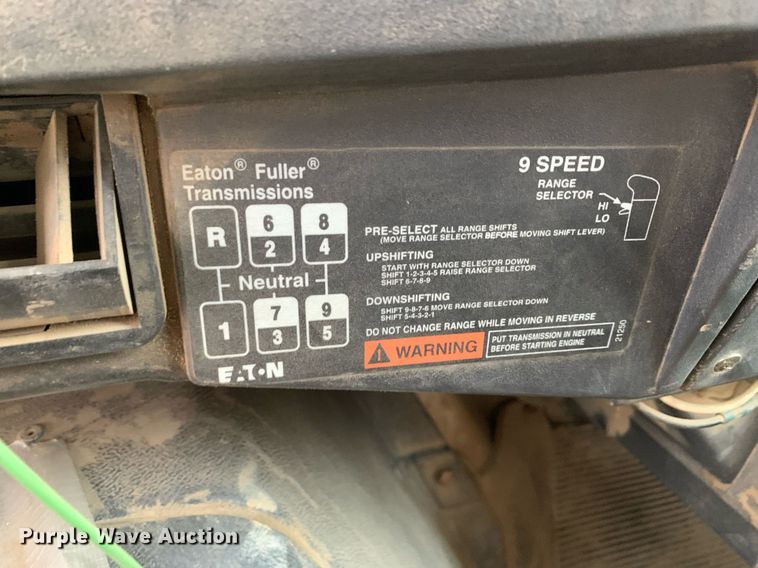 Eaton® Fuller®
Transmissions
9 SPEED
RANGE
SELECTOR
HI
LO
R 6 8
2 4
Neutral
1 7 9
3 5
PRE-SELECT ALL RANGE SHIFTS
(MOVE RANGE SELECTOR BEFORE MOVING SHIFT LEVER)
UPSHIFTING
START WITH RANGE SELECTOR DOWN
SHIFT 1-2-3-4-5 RAISE RANGE SELECTOR
SHIFT 6-7-8-9
DOWNSHIFTING
SHIFT 9-8-7-6 MOVE RANGE SELECTOR DOWN
SHIFT 5-4-3-2-1
DO NOT CHANGE RANGE WHILE MOVING IN REVERSE
WARNING
PUT TRANSMISSION IN NEUTRAL
BEFORE STARTING ENGINE
21250
EATON
Purple Wave Auction®
purplewave.com